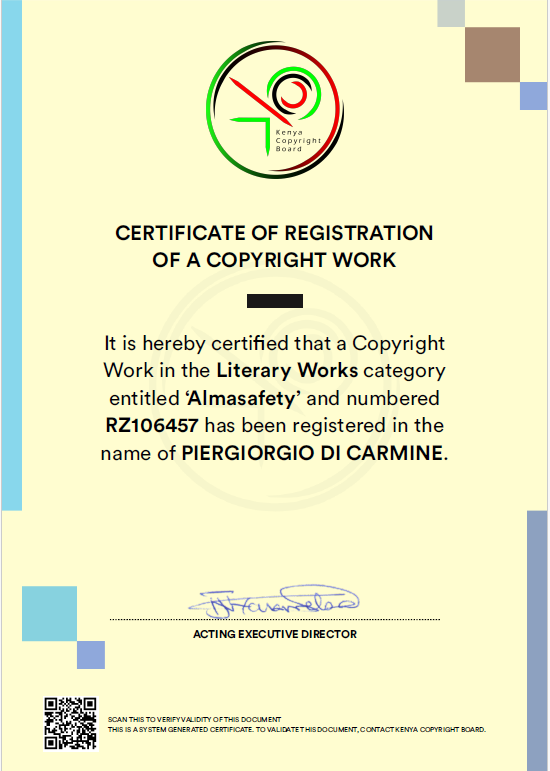 Kenya
Copyright
Board
CERTIFICATE OF REGISTRATION
OF A COPYRIGHT WORK
It is hereby certified that a Copyright
Work in the Literary Works category
entitled ‘Almasafety’ and numbered
RZ106457 has been registered in the
name of PIERGIORGIO DI CARMINE.
ACTING EXECUTIVE DIRECTOR
SCAN THIS TO VERIFY VALIDITY OF THIS DOCUMENT
THIS IS A SYSTEM GENERATED CERTIFICATE. TO VALIDATE THIS DOCUMENT, CONTACT KENYA COPYRIGHT BOARD.